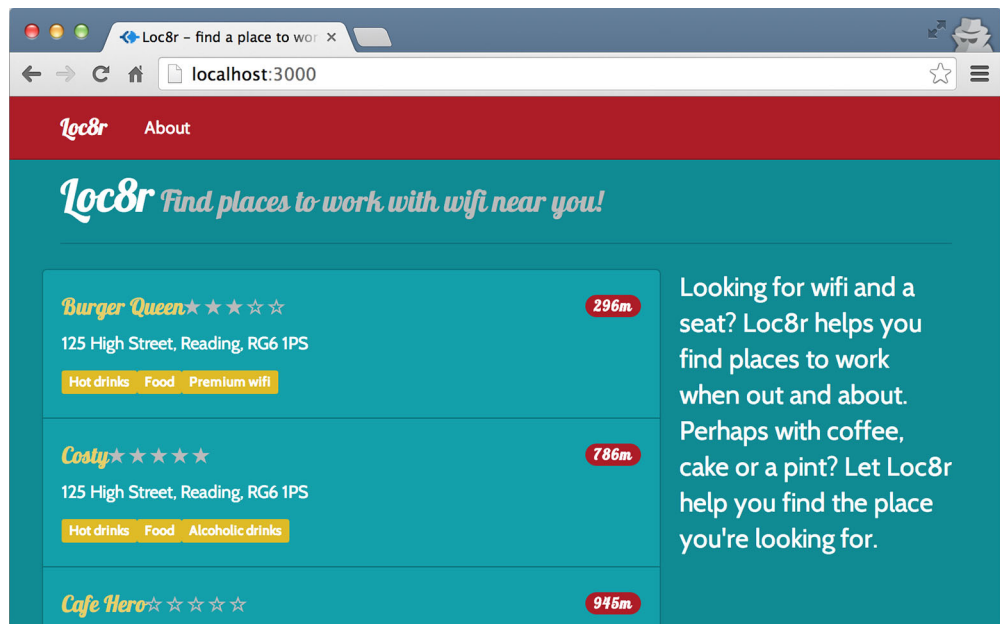 Loc8r – find a place to wor
localhost:3000
Loc8r About
Loc8r Find places to work with wifi near you!
Burger Queen★★★☆☆ 296m
125 High Street, Reading, RG6 1PS
Hot drinks Food Premium wifi
Costy★★★★★ 786m
125 High Street, Reading, RG6 1PS
Hot drinks Food Alcoholic drinks
Cafe Hero☆☆☆☆☆ 945m
Looking for wifi and a
seat? Loc8r helps you
find places to work
when out and about.
Perhaps with coffee,
cake or a pint? Let Loc8r
help you find the place
you're looking for.